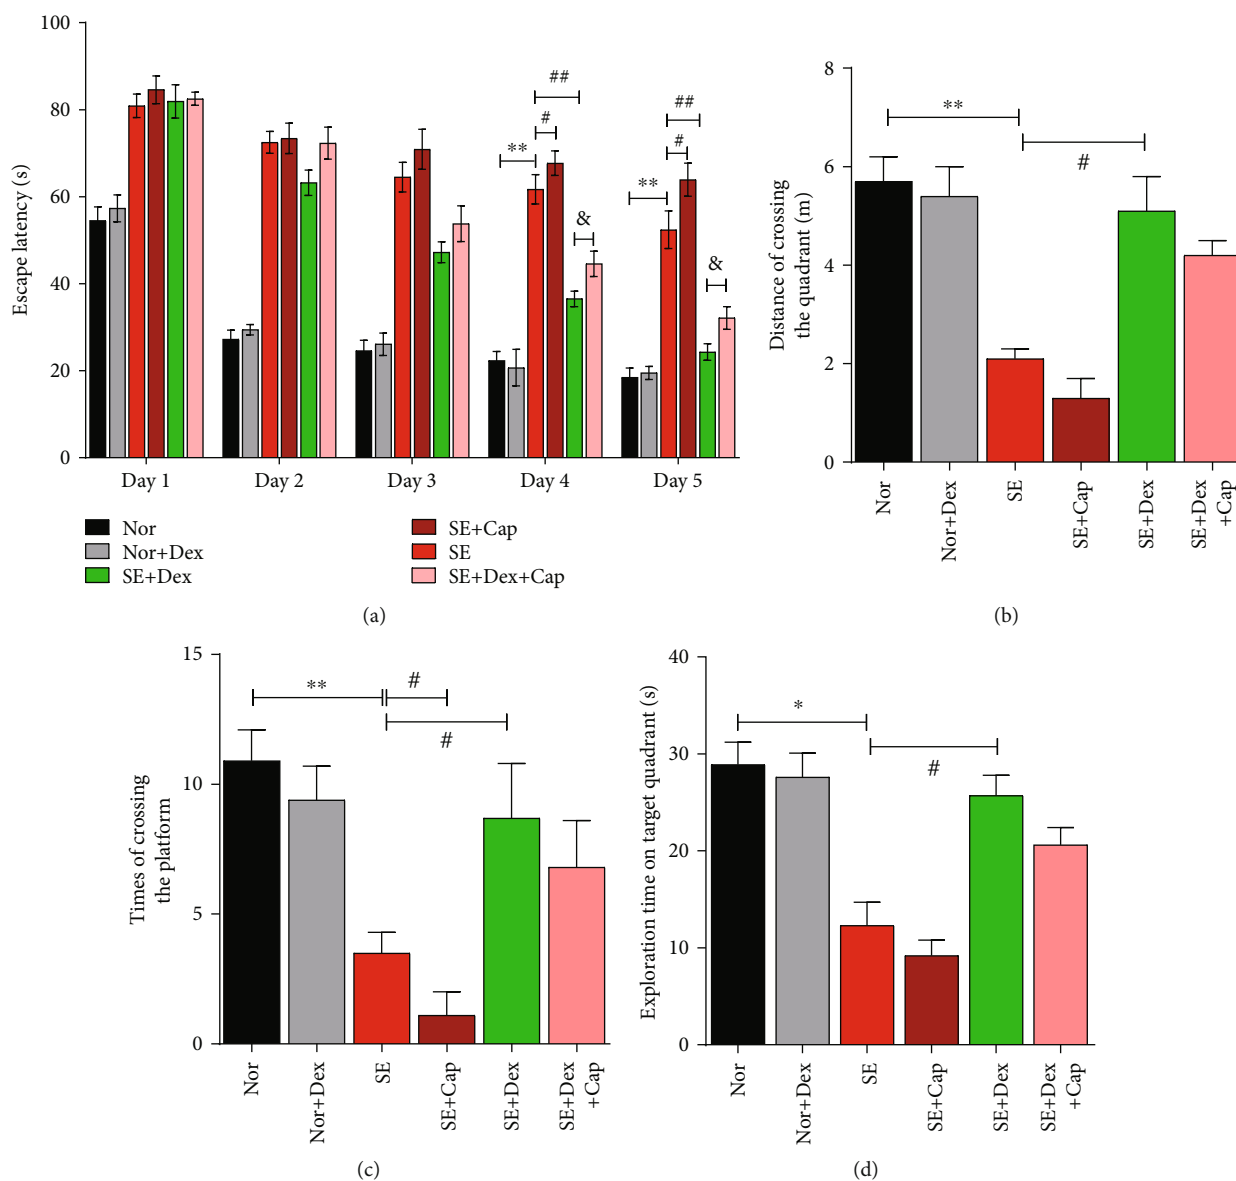 100
80
60
40
20
0
Escape latency (s)
**
#
##
&
**
#
##
&
Day 1
Day 2
Day 3
Day 4
Day 5
Nor
Nor+Dex
SE+Dex
SE+Cap
SE
SE+Dex+Cap
(a)
8
6
4
2
0
Distance of crossing
the quadrant (m)
**
#
Nor
Nor+Dex
SE
SE+Cap
SE+Dex
SE+Dex
+Cap
(b)
15
10
5
0
Times of crossing
the platform
**
#
#
Nor
Nor+Dex
SE
SE+Cap
SE+Dex
SE+Dex
+Cap
(c)
40
30
20
10
0
Exploration time on target quadrant (s)
*
#
Nor
Nor+Dex
SE
SE+Cap
SE+Dex
SE+Dex
+Cap
(d)